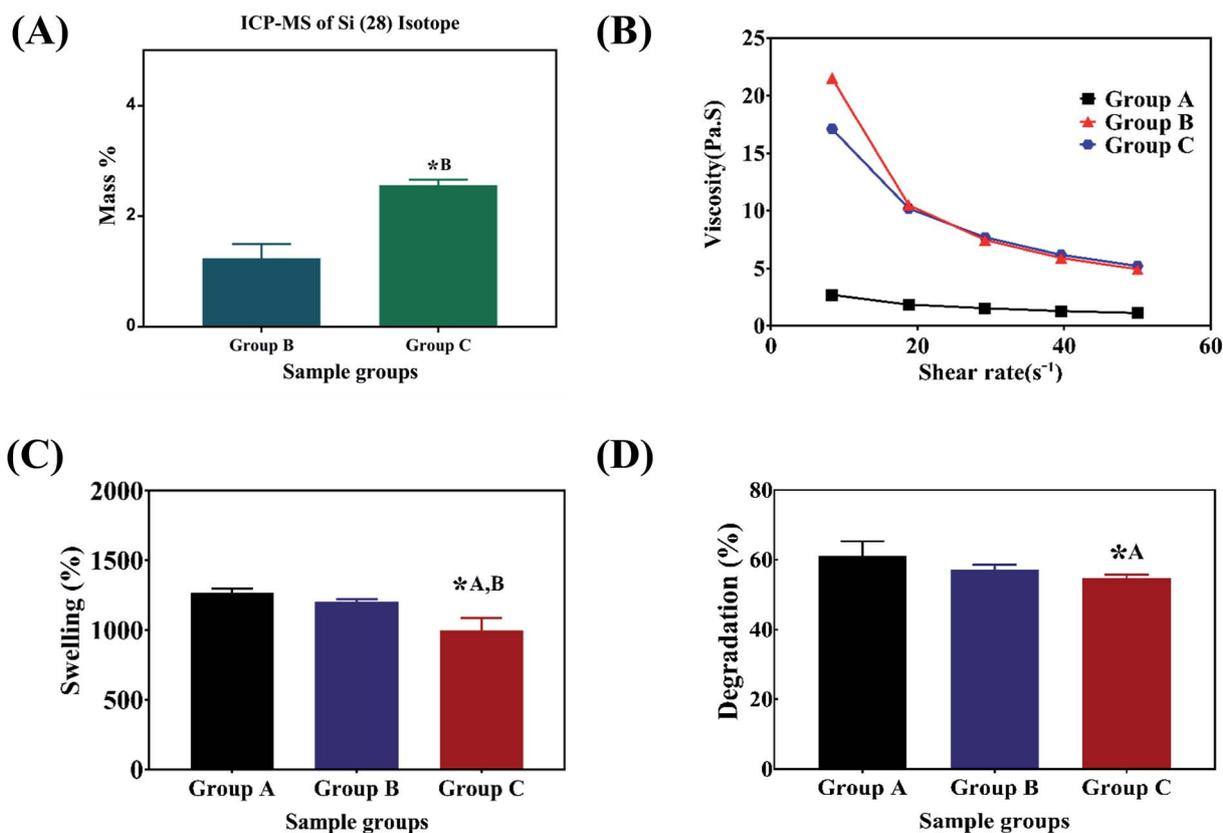 (A)
ICP-MS of Si (28) Isotope
4
2
0
Mass %
*B
Group B
Group C
Sample groups
(B)
25
20
15
10
5
0
Viscosity(Pa.S)
Group A
Group B
Group C
0
20
40
60
Shear rate(s⁻¹)
(C)
2000
1500
1000
500
0
Swelling (%)
*A,B
Group A
Group B
Group C
Sample groups
(D)
80
60
40
20
0
Degradation (%)
*A
Group A
Group B
Group C
Sample groups